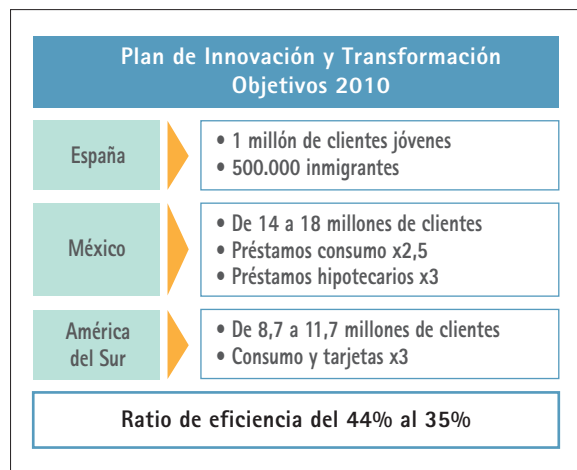 Plan de Innovación y Transformación
Objetivos 2010
España
• 1 millón de clientes jóvenes
• 500.000 inmigrantes
México
• De 14 a 18 millones de clientes
• Préstamos consumo x2,5
• Préstamos hipotecarios x3
América
del Sur
• De 8,7 a 11,7 millones de clientes
• Consumo y tarjetas x3
Ratio de eficiencia del 44% al 35%